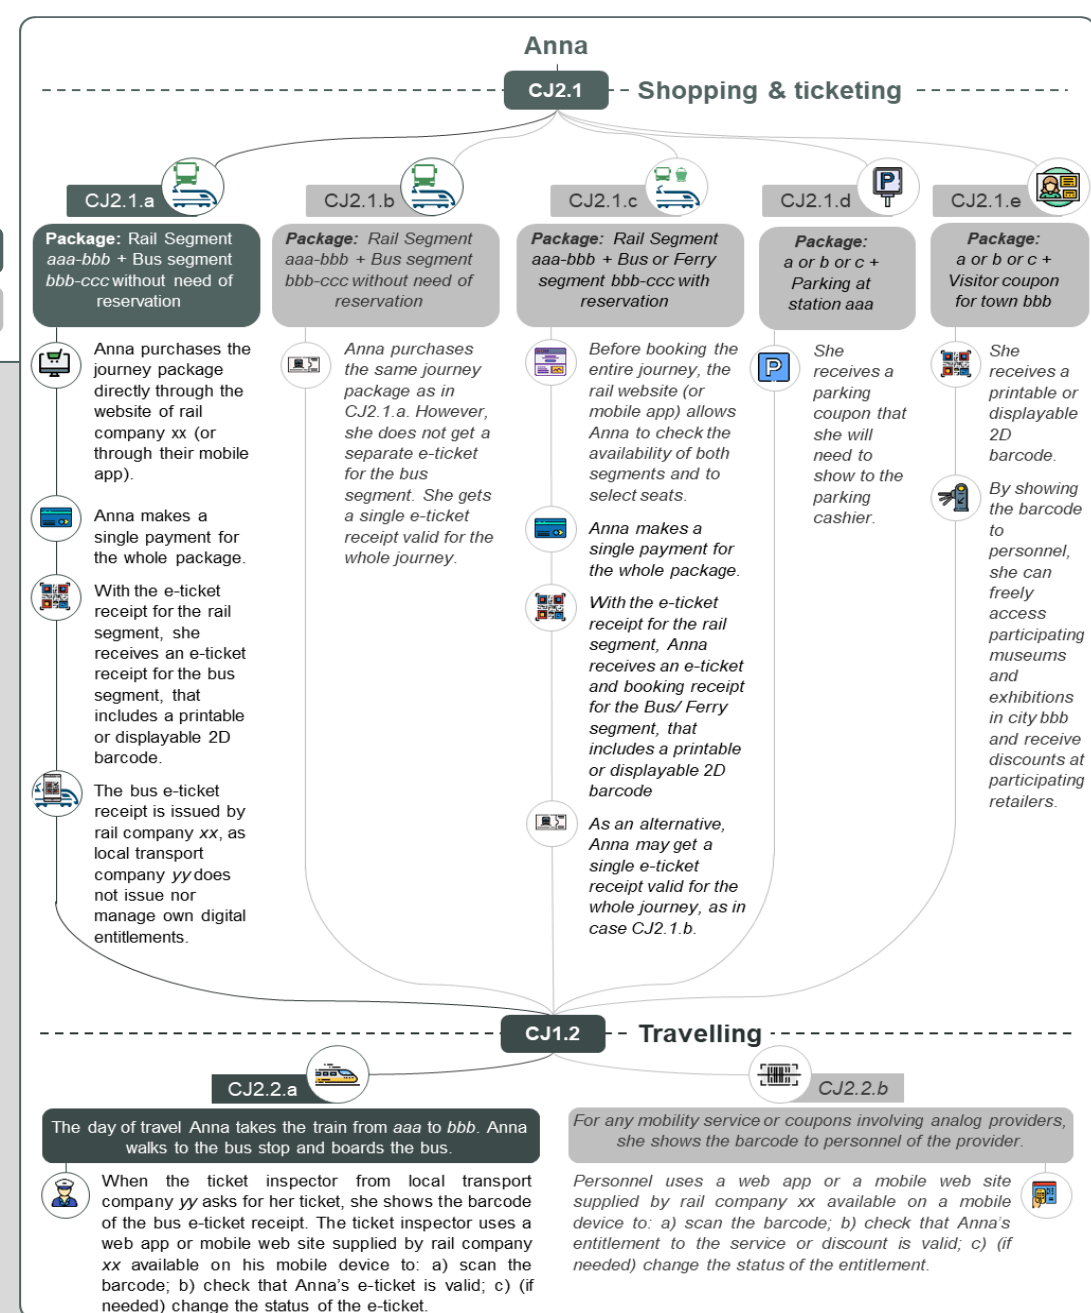 Anna
CJ2.1
Shopping & ticketing
CJ2.1.a
Package: Rail Segment
aaa-bbb + Bus segment
bbb-ccc without need of
reservation
Anna purchases the
journey package
directly through the
website of rail
company xx (or
through their mobile
app).
Anna makes a
single payment for
the whole package.
With the e-ticket
receipt for the rail
segment, she
receives an e-ticket
receipt for the bus
segment, that
includes a printable
or displayable 2D
barcode.
The bus e-ticket
receipt is issued by
rail company xx, as
local transport
company yy does
not issue nor
manage own digital
entitlements.
CJ2.1.b
Package: Rail Segment
aaa-bbb + Bus segment
bbb-ccc without need of
reservation
Anna purchases
the same journey
package as in
CJ2.1.a. However,
she does not get a
separate e-ticket
for the bus
segment. She gets
a single e-ticket
receipt valid for the
whole journey.
CJ2.1.c
Package: Rail Segment
aaa-bbb + Bus or Ferry
segment bbb-ccc with
reservation
Before booking the
entire journey, the
rail website (or
mobile app) allows
Anna to check the
availability of both
segments and to
select seats.
Anna makes a
single payment for
the whole package.
With the e-ticket
receipt for the rail
segment, Anna
receives an e-ticket
and booking receipt
for the Bus/ Ferry
segment, that
includes a printable
or displayable 2D
barcode
As an alternative,
Anna may get a
single e-ticket
receipt valid for the
whole journey, as in
case CJ2.1.b.
P
CJ2.1.d
Package:
a or b or c +
Parking at
station aaa
P
She
receives a
parking
coupon that
she will
need to
show to the
parking
cashier.
CJ2.1.e
Package:
a or b or c +
Visitor coupon
for town bbb
She
receives a
printable or
displayable
2D
barcode.
By showing
the barcode
to
personnel,
she can
freely
access
participating
museums
and
exhibitions
in city bbb
and receive
discounts at
participating
retailers.
CJ1.2
Travelling
CJ2.2.a
The day of travel Anna takes the train from aaa to bbb. Anna
walks to the bus stop and boards the bus.
When the ticket inspector from local transport
company yy asks for her ticket, she shows the barcode
of the bus e-ticket receipt. The ticket inspector uses a
web app or mobile web site supplied by rail company
xx available on his mobile device to: a) scan the
barcode; b) check that Anna's e-ticket is valid; c) (if
needed) change the status of the e-ticket.
CJ2.2.b
For any mobility service or coupons involving analog providers,
she shows the barcode to personnel of the provider.
Personnel uses a web app or a mobile web site
supplied by rail company xx available on a mobile
device to: a) scan the barcode; b) check that Anna's
entitlement to the service or discount is valid; c) (if
needed) change the status of the entitlement.